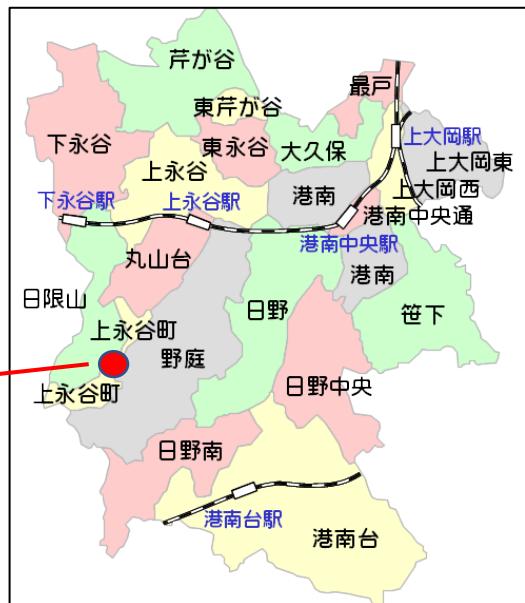 芹が谷
最戸
東芹が谷
上大岡駅
東永谷
大久保
下永谷
上永谷
上大岡東
港南
上大岡西
下永谷駅
上永谷駅
港南中央通
港南中央駅
丸山台
港南
日限山
日野
笹下
上永谷町
野庭
日野中央
上永谷町
日野南
港南台駅
港南台